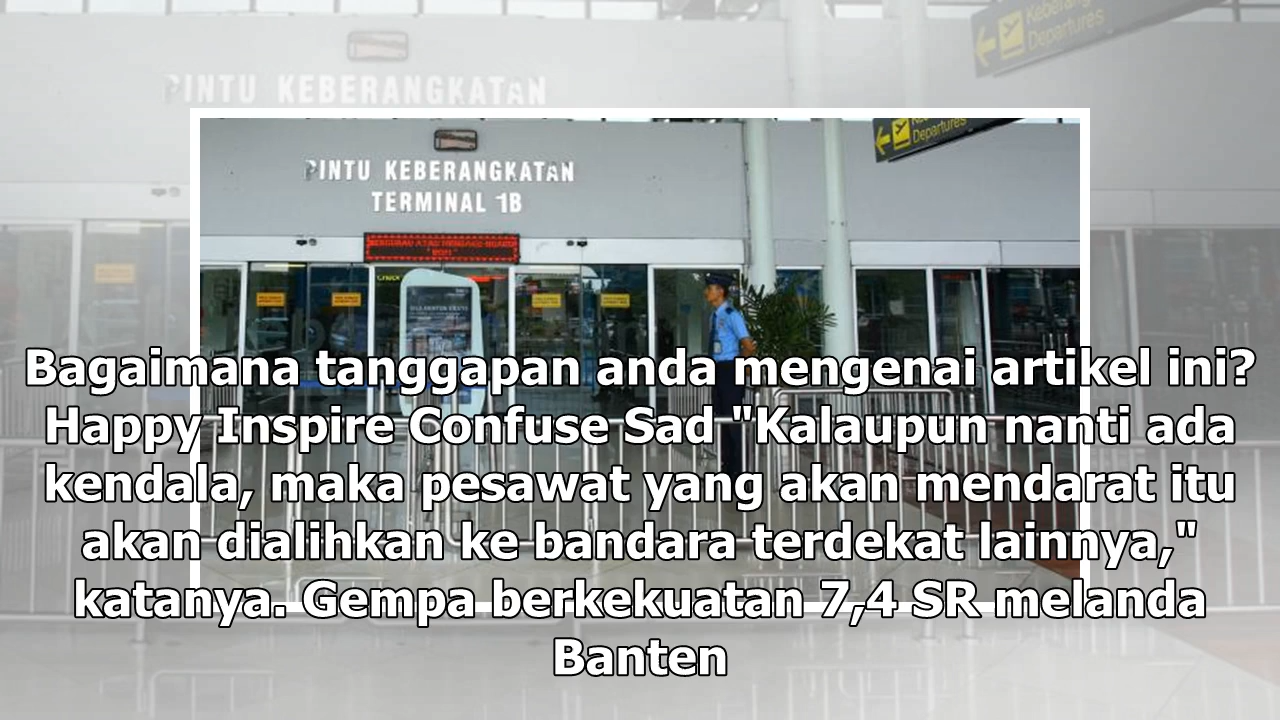 PINTU KEBERANGKATAN
Keberangkatan
Departures
PINTU KEBERANGKATAN
TERMINAL 1B
Departures
Bagaimana tanggapan anda mengenai artikel ini?
Happy Inspire Confuse Sad "Kalaupun nanti ada
kendala, maka pesawat yang akan mendarat itu
akan dialihkan ke bandara terdekat lainnya,"
katanya. Gempa berkekuatan 7,4 SR melanda
Banten